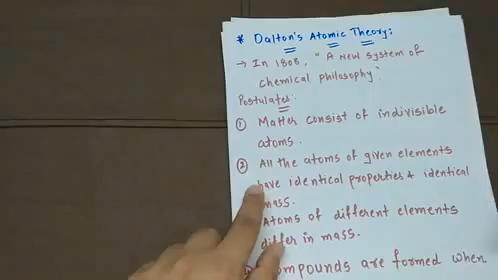 * Dalton's Atomic Theory:
→ In 1808, "A new system of
chemical philosophy".
Postulates:
① Matter consist of indivisible
atoms.
② All the atoms of given elements
have identical properties & identical
mass.
Atoms of different elements
differ in mass.
compounds are formed when